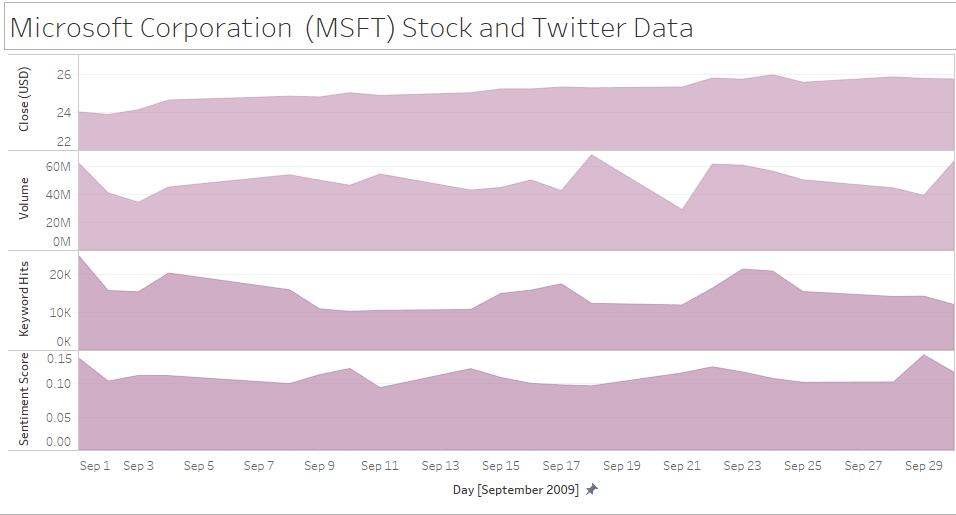 Microsoft Corporation (MSFT) Stock and Twitter Data
Close (USD)
26
24
22
Volume
60M
40M
20M
0M
Keyword Hits
20K
10K
0K
Sentiment Score
0.15
0.10
0.05
0.00
Sep 1 Sep 3 Sep 5 Sep 7 Sep 9 Sep 11 Sep 13 Sep 15 Sep 17 Sep 19 Sep 21 Sep 23 Sep 25 Sep 27 Sep 29
Day [September 2009]